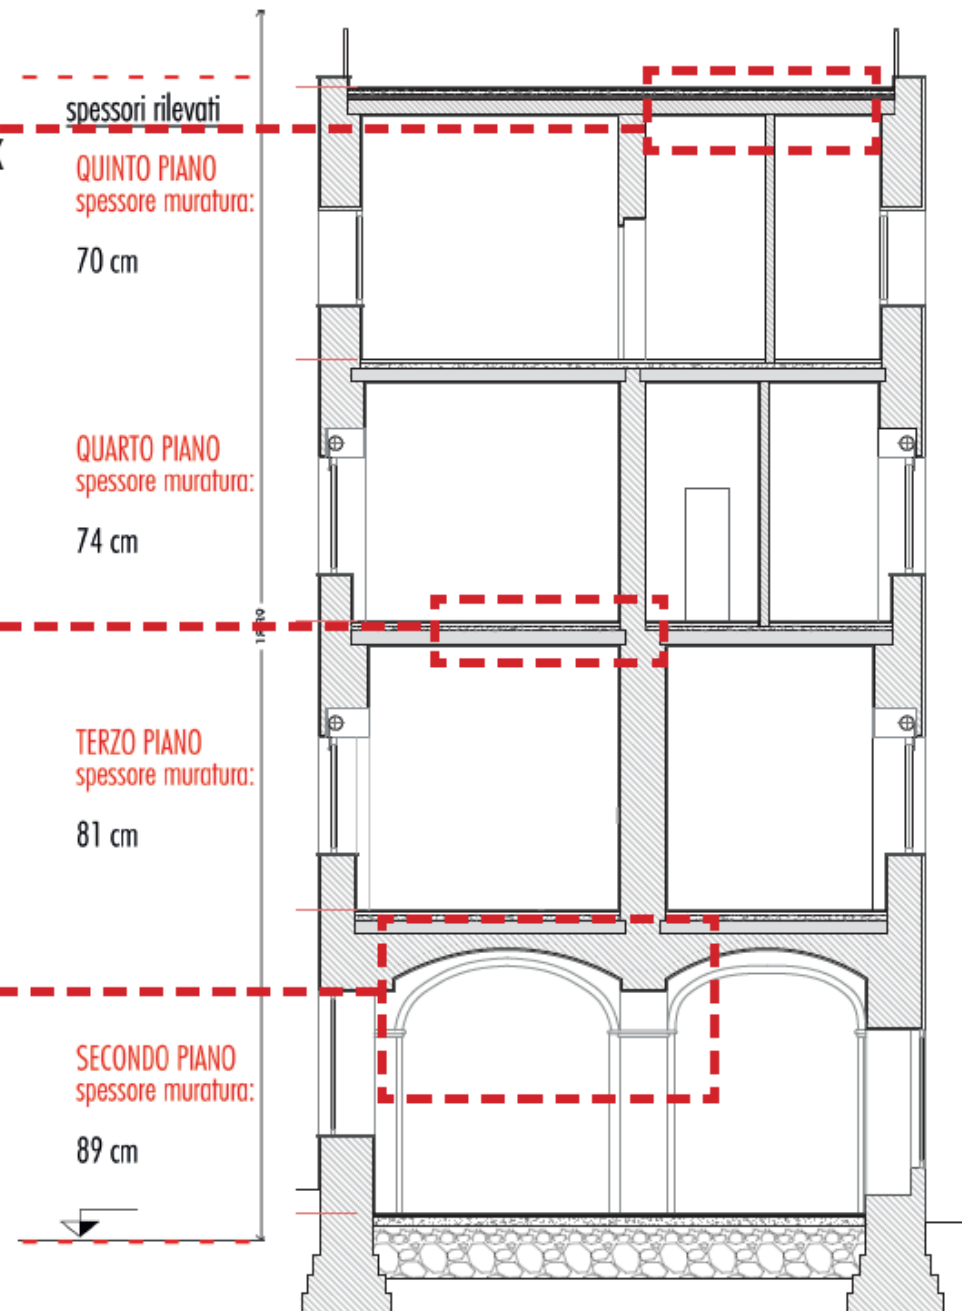 spessori rilevati
QUINTO PIANO
spessore muratura:
70 cm
QUARTO PIANO
spessore muratura:
74 cm
TERZO PIANO
spessore muratura:
81 cm
SECONDO PIANO
spessore muratura:
89 cm